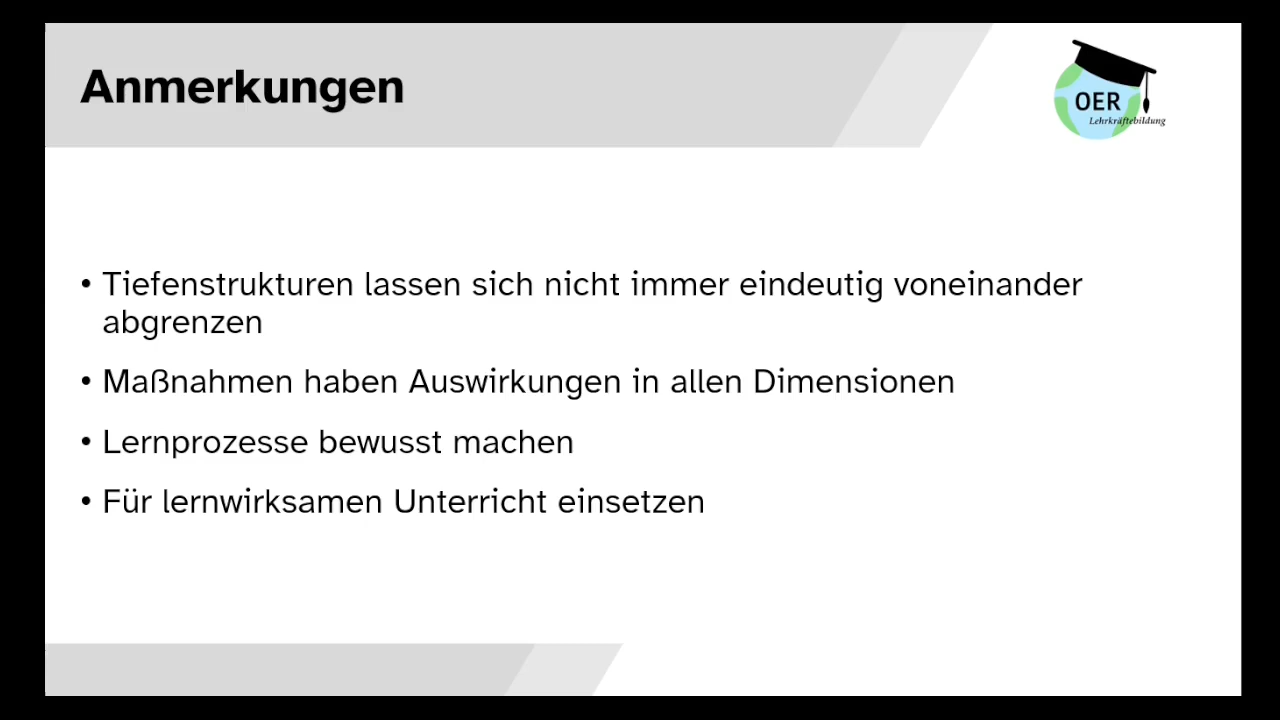 Anmerkungen
OER
Lehrkräftebildung
• Tiefenstrukturen lassen sich nicht immer eindeutig voneinander
abgrenzen
• Maßnahmen haben Auswirkungen in allen Dimensionen
• Lernprozesse bewusst machen
• Für lernwirksamen Unterricht einsetzen